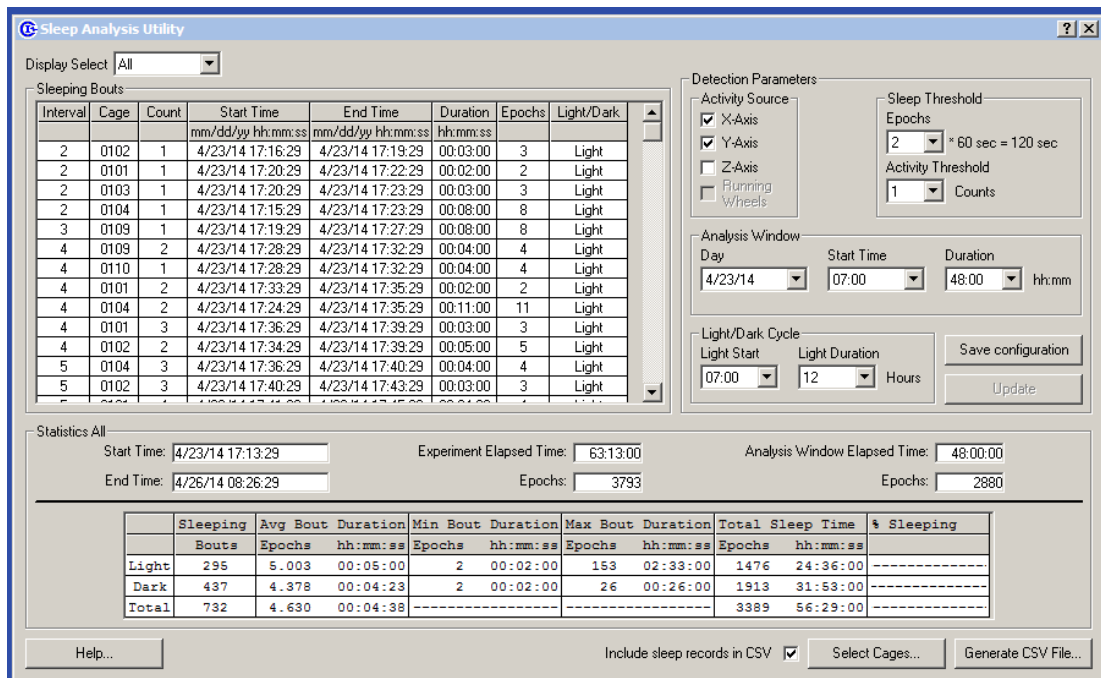 Sleep Analysis Utility
Display Select All
Sleeping Bouts
Interval Cage Count Start Time End Time Duration Epochs Light/Dark
mm/dd/yy hh:mm:ss mm/dd/yy hh:mm:ss hh:mm:ss
2 0102 1 4/23/14 17:16:29 4/23/14 17:19:29 00:03:00 3 Light
2 0101 1 4/23/14 17:20:29 4/23/14 17:22:29 00:02:00 2 Light
2 0103 1 4/23/14 17:20:29 4/23/14 17:23:29 00:03:00 3 Light
2 0104 1 4/23/14 17:15:29 4/23/14 17:23:29 00:08:00 8 Light
3 0109 1 4/23/14 17:19:29 4/23/14 17:27:29 00:08:00 8 Light
4 0109 2 4/23/14 17:28:29 4/23/14 17:32:29 00:04:00 4 Light
4 0110 1 4/23/14 17:28:29 4/23/14 17:32:29 00:04:00 4 Light
4 0101 2 4/23/14 17:33:29 4/23/14 17:35:29 00:02:00 2 Light
4 0104 2 4/23/14 17:24:29 4/23/14 17:35:29 00:11:00 11 Light
4 0101 3 4/23/14 17:36:29 4/23/14 17:39:29 00:03:00 3 Light
4 0102 2 4/23/14 17:34:29 4/23/14 17:39:29 00:05:00 5 Light
5 0104 3 4/23/14 17:36:29 4/23/14 17:40:29 00:04:00 4 Light
5 0102 3 4/23/14 17:40:29 4/23/14 17:43:29 00:03:00 3 Light
Detection Parameters
Activity Source
X-Axis
Y-Axis
Z-Axis
Running
Wheels
Sleep Threshold
Epochs
2 * 60 sec = 120 sec
Activity Threshold
1 Counts
Analysis Window
Day Start Time Duration
4/23/14 07:00 48:00 hh:mm
Light/Dark Cycle
Light Start Light Duration
07:00 12 Hours
Save configuration
Update
Statistics All
Start Time: 4/23/14 17:13:29 Experiment Elapsed Time: 63:13:00 Analysis Window Elapsed Time: 48:00:00
End Time: 4/26/14 08:26:29 Epochs: 3793 Epochs: 2880
Sleeping Avg Bout Duration Min Bout Duration Max Bout Duration Total Sleep Time % Sleeping
Bouts Epochs hh:mm:ss Epochs hh:mm:ss Epochs hh:mm:ss Epochs hh:mm:ss
Light 295 5.003 00:05:00 2 00:02:00 153 02:33:00 1476 24:36:00 -------------
Dark 437 4.378 00:04:23 2 00:02:00 26 00:26:00 1913 31:53:00 -------------
Total 732 4.630 00:04:38 ----------------- ----------------- 3389 56:29:00 -------------
Help... Include sleep records in CSV Select Cages... Generate CSV File...